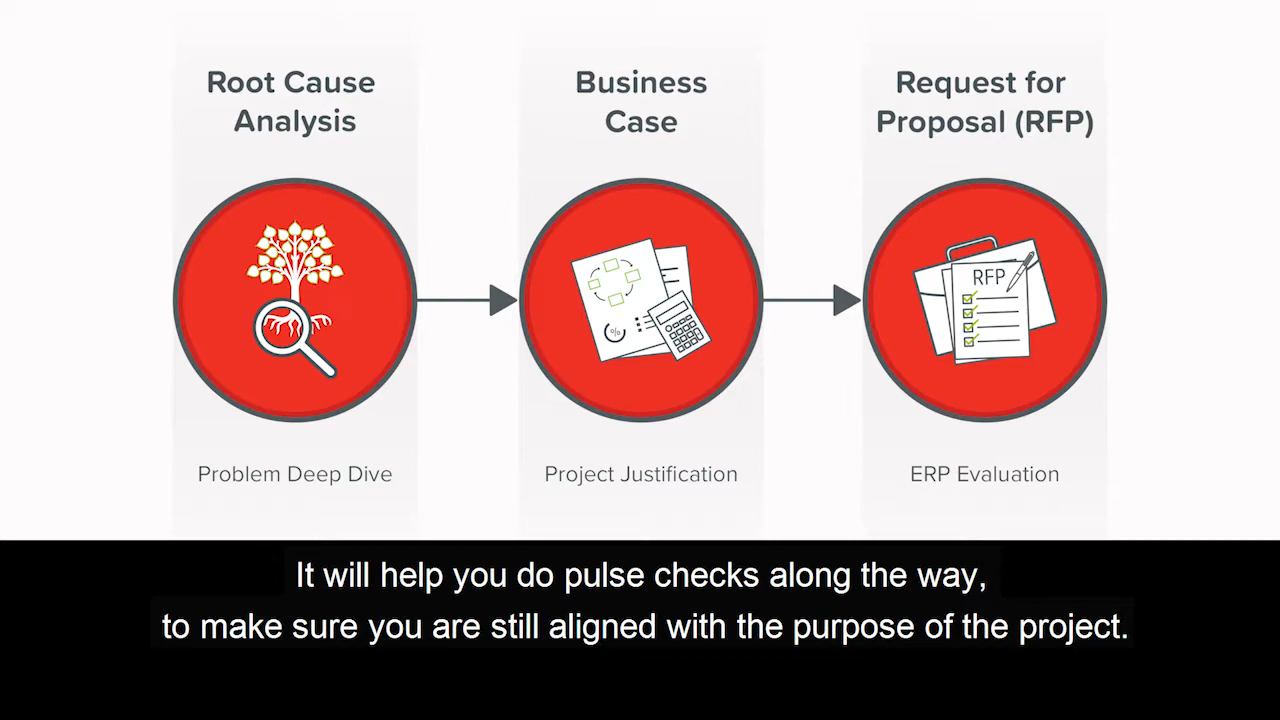 Root Cause
Analysis
Business
Case
Request for
Proposal (RFP)
%
RFP
Problem Deep Dive
Project Justification
ERP Evaluation
It will help you do pulse checks along the way,
to make sure you are still aligned with the purpose of the project.